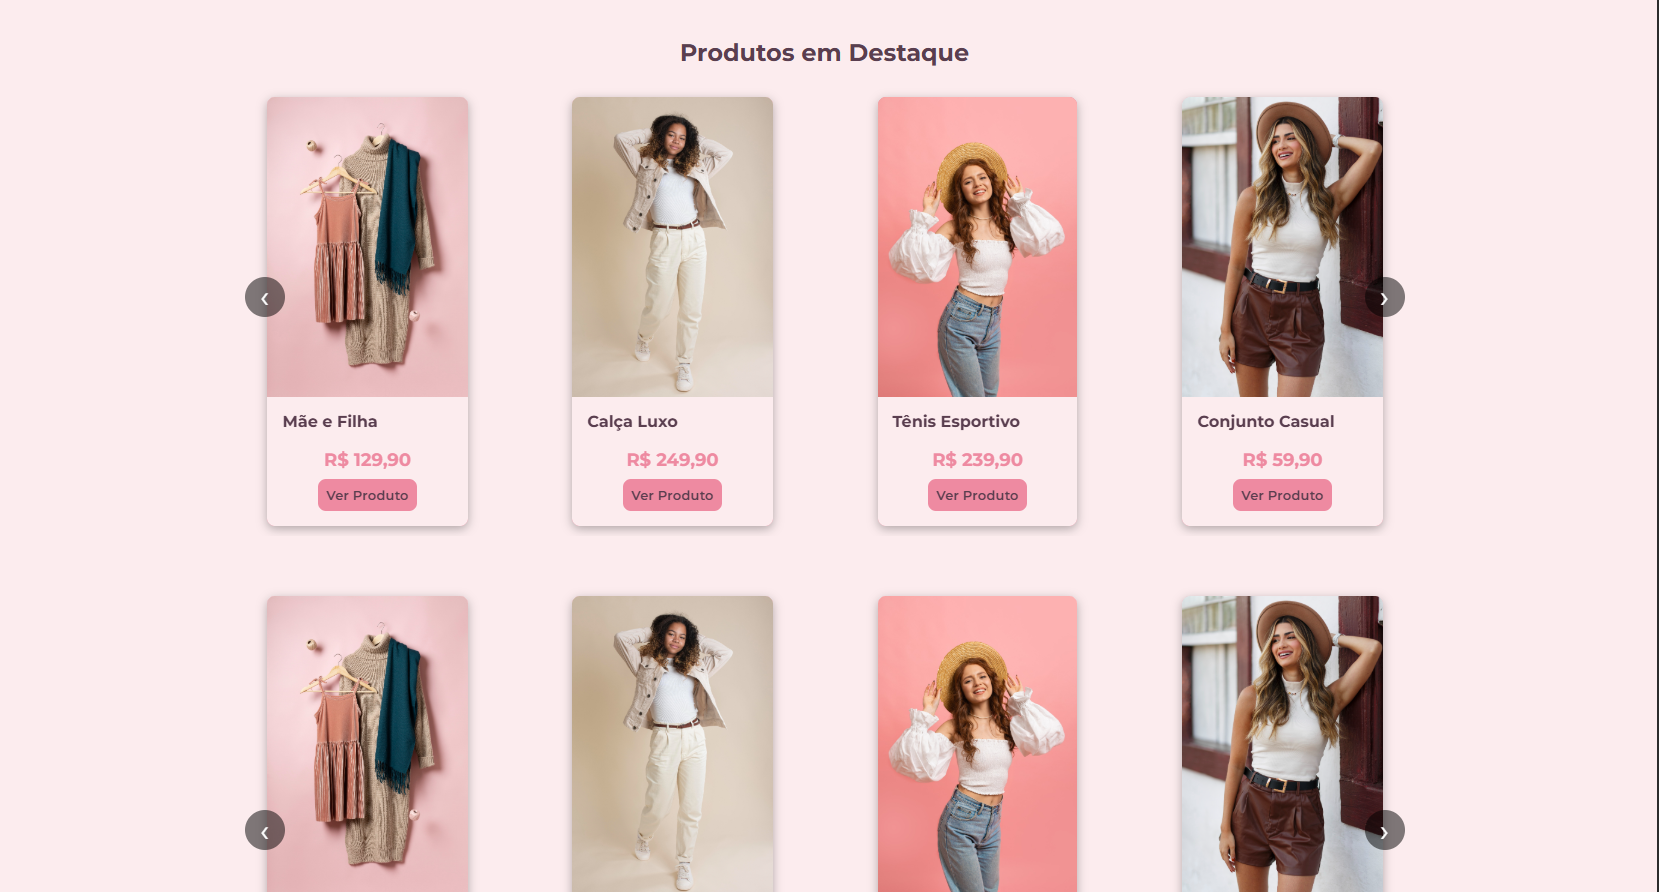 Produtos em Destaque
❮
❯
Mãe e Filha
Calça Luxo
Tênis Esportivo
Conjunto Casual
R$ 129,90
R$ 249,90
R$ 239,90
R$ 59,90
Ver Produto
Ver Produto
Ver Produto
Ver Produto
❮
❯